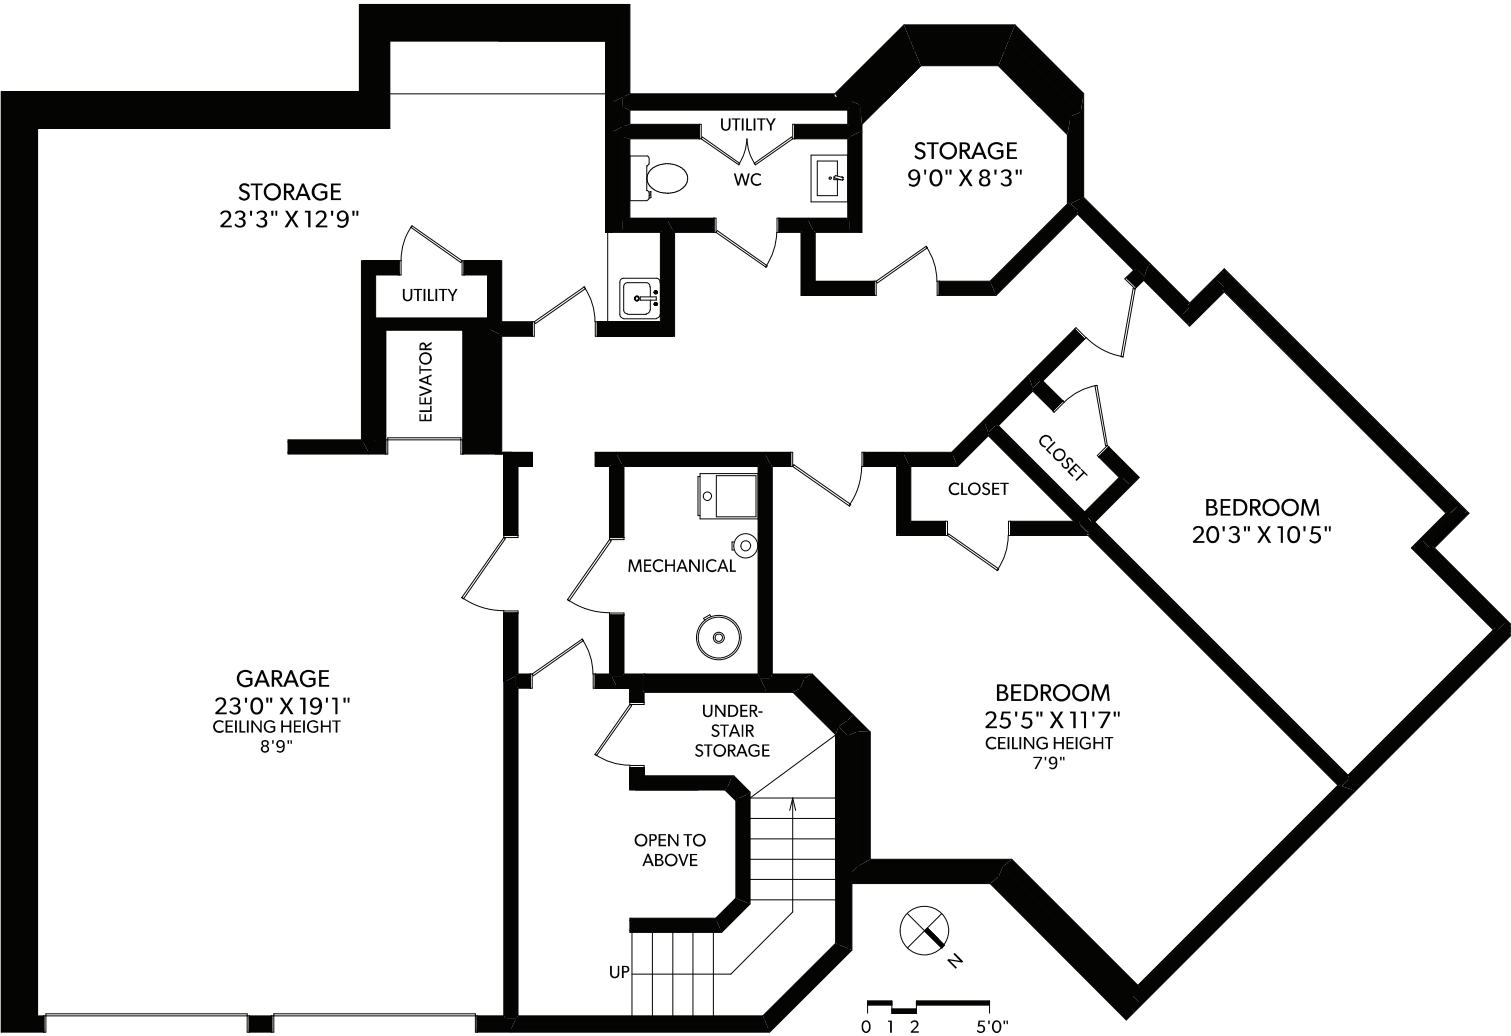 UTILITY
WC
STORAGE
9'0" X 8'3"
STORAGE
23'3" X 12'9"
UTILITY
ELEVATOR
CLOSET
CLOSET
BEDROOM
20'3" X 10'5"
MECHANICAL
GARAGE
23'0" X 19'1"
CEILING HEIGHT
8'9"
UNDER-
STAIR
STORAGE
BEDROOM
25'5" X 11'7"
CEILING HEIGHT
7'9"
OPEN TO
ABOVE
UP
N
0 1 2 5'0"